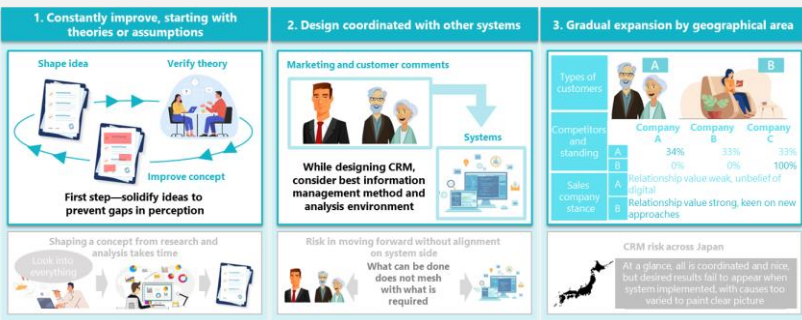 1. Constantly improve, starting with
theories or assumptions
Shape idea
Verify theory
Improve concept
First step—solidify ideas to
prevent gaps in perception
Shaping a concept from research and
analysis takes time
Look into
everything
2. Design coordinated with other systems
Marketing and customer comments
Systems
While designing CRM,
consider best information
management method and
analysis environment
Risk in moving forward without alignment
on system side
What can be done
does not mesh
with what is
required
3. Gradual expansion by geographical area
Types of
customers
A
B
Competitors
and
standing
Company
A
Company
B
Company
C
A 34% 33% 33%
B 0% 0% 100%
Sales
company
stance
A Relationship value weak, unbelief of
digital
B Relationship value strong, keen on new
approaches
CRM risk across Japan
At a glance, all is coordinated and nice,
but desired results fail to appear when
system implemented, with causes too
varied to paint clear picture